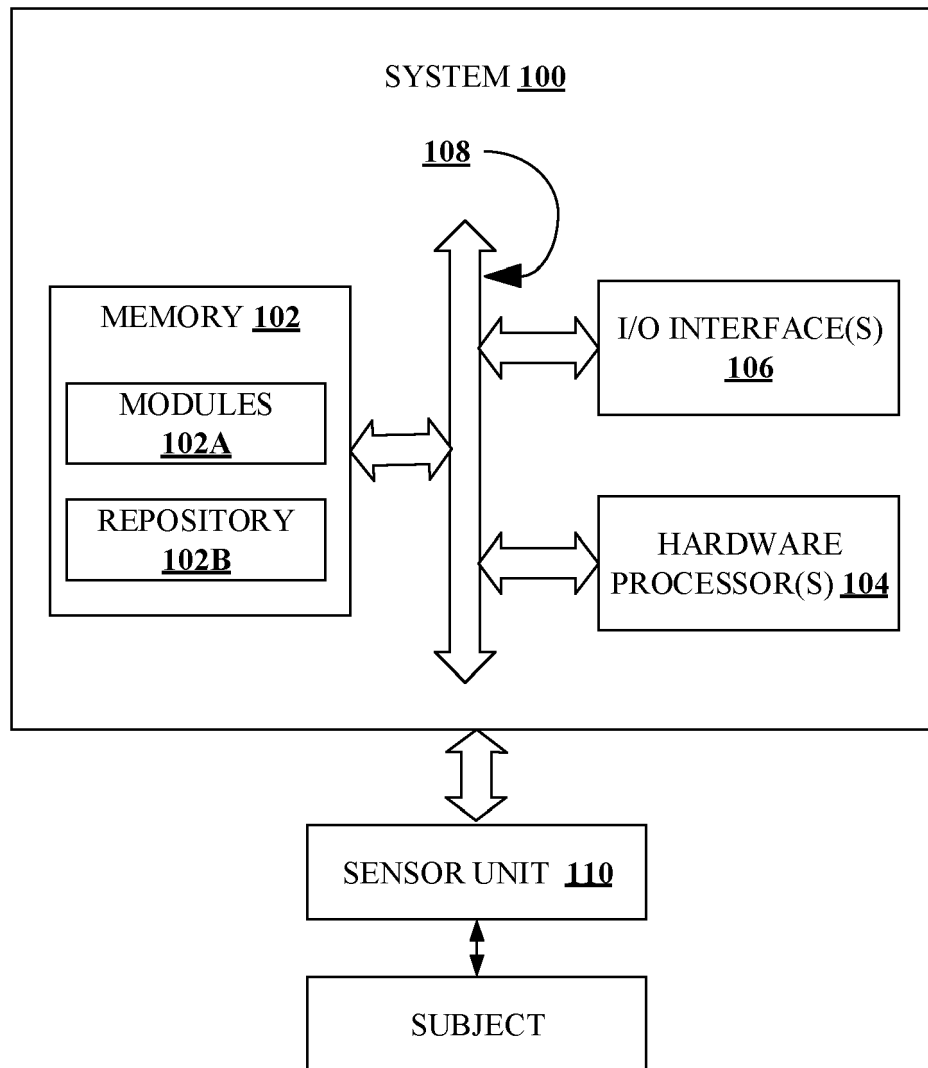 SYSTEM 100
108
MEMORY 102
MODULES
102A
REPOSITORY
102B
I/O INTERFACE(S)
106
HARDWARE
PROCESSOR(S) 104
SENSOR UNIT 110
SUBJECT